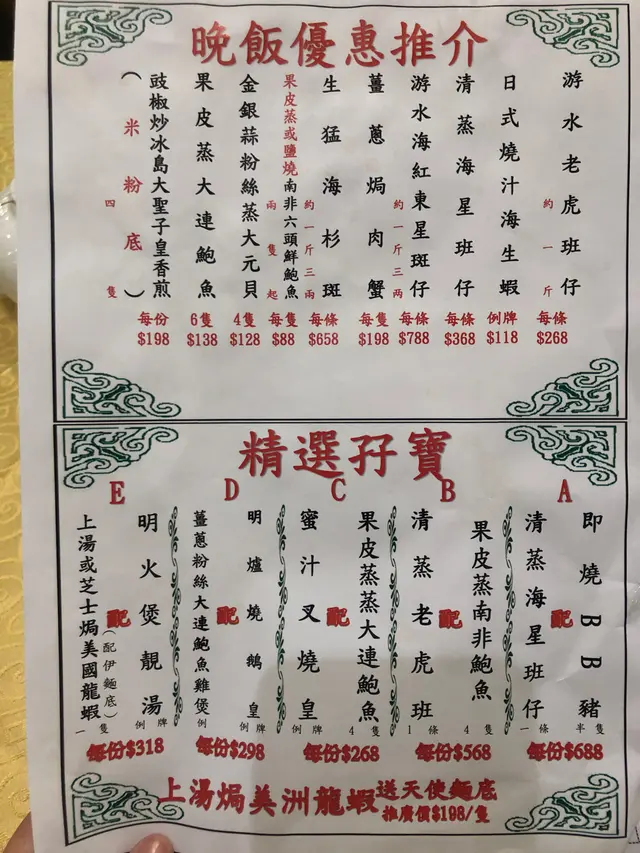 晚飯優惠推介
游水老虎班仔
約一斤
每條
$268
日式燒汁海生蝦
例牌
$118
清蒸海星班仔
每條
$368
游水海紅東星斑仔
約一斤三两
每條
$788
薑蔥焗肉蟹
每隻
$198
生猛海杉斑
約一斤三兩
每條
$658
果皮蒸或鹽燒南非六頭鮮鮑魚
兩隻起
每隻
$88
金銀蒜粉絲蒸大元貝
4隻
$128
果皮蒸大連鮑魚
6隻
$138
豉椒炒冰島大聖子皇香煎
(米粉底)
四隻
每份
$198
精選孖寶
A
即燒BB豬
半隻
配
清蒸海星班仔
一條
每份$688
B
果皮蒸南非鮑魚
4隻
配
清蒸老虎班
1條
每份$568
C
果皮蒸蒸大連鮑魚
4隻
配
蜜汁叉燒皇
例牌
每份$268
D
明爐燒鵝皇
例牌
配
薑蔥粉絲大連鮑魚雞煲
例
每份$298
E
明火煲靚湯
例牌
配
上湯或芝士焗美國龍蝦
(配伊麵底)
一隻
每份$318
上湯焗美洲龍蝦送天使麵底
推廣價$198/隻